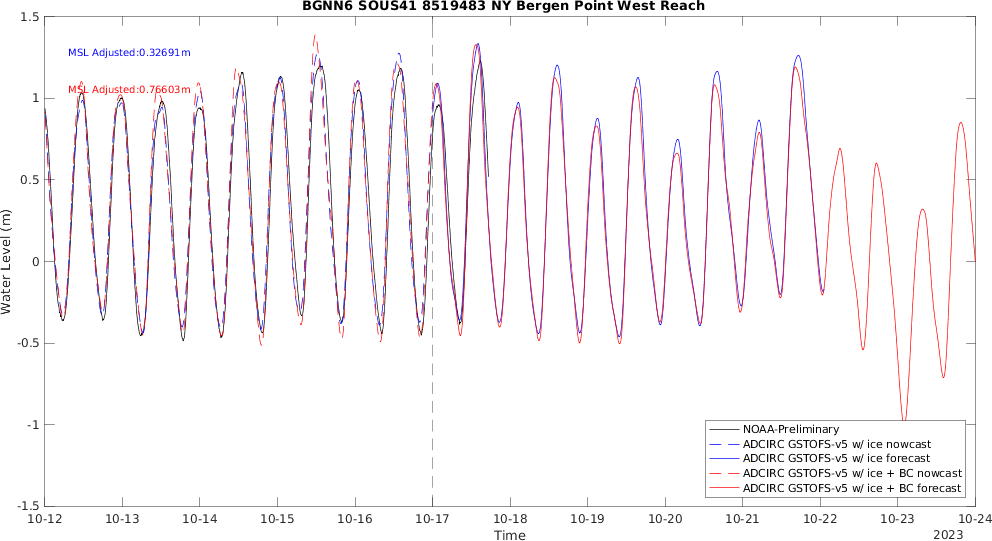 BGNN6 SOUS41 8519483 NY Bergen Point West Reach
1.5
MSL Adjusted:0.32691m
MSL Adjusted:0.76603m
1
0.5
0
-0.5
-1
-1.5
Water Level (m)
NOAA-Preliminary
ADCIRC GSTOFS-v5 w/ ice nowcast
ADCIRC GSTOFS-v5 w/ ice forecast
ADCIRC GSTOFS-v5 w/ ice + BC nowcast
ADCIRC GSTOFS-v5 w/ ice + BC forecast
10-12 10-13 10-14 10-15 10-16 10-17 10-18 10-19 10-20 10-21 10-22 10-23 10-24
Time
2023